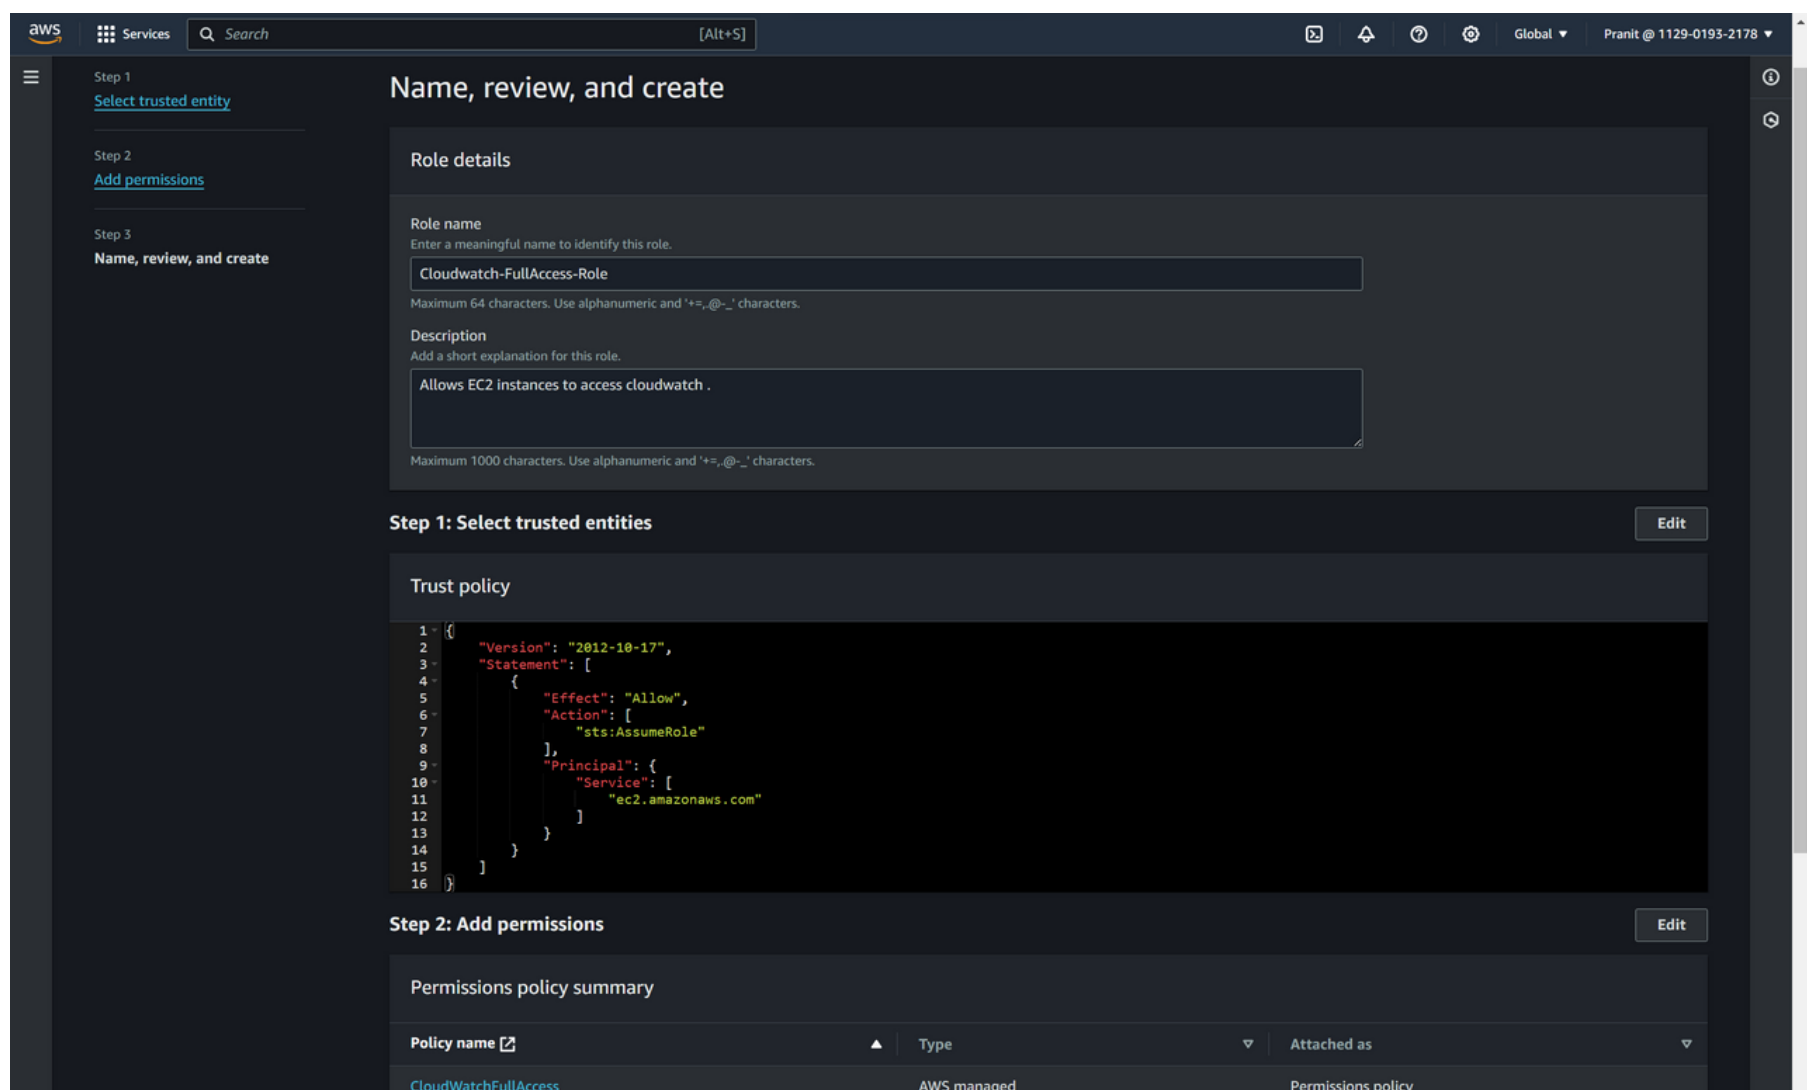 aws Services Search [Alt+S] Global Pranit @ 1129-0193-2178
Step 1
Select trusted entity
Step 2
Add permissions
Step 3
Name, review, and create
Name, review, and create
Role details
Role name
Enter a meaningful name to identify this role.
Cloudwatch-FullAccess-Role
Maximum 64 characters. Use alphanumeric and '+=,.@-_' characters.
Description
Add a short explanation for this role.
Allows EC2 instances to access cloudwatch .
Maximum 1000 characters. Use alphanumeric and '+=,.@-_' characters.
Step 1: Select trusted entities Edit
Trust policy
1 {
2 "Version": "2012-10-17",
3 "Statement": [
4 {
5 "Effect": "Allow",
6 "Action": [
7 "sts:AssumeRole"
8 ],
9 "Principal": {
10 "Service": [
11 "ec2.amazonaws.com"
12 ]
13 }
14 }
15 ]
16 }
Step 2: Add permissions Edit
Permissions policy summary
Policy name Type Attached as
CloudWatchFullAccess AWS managed Permissions policy